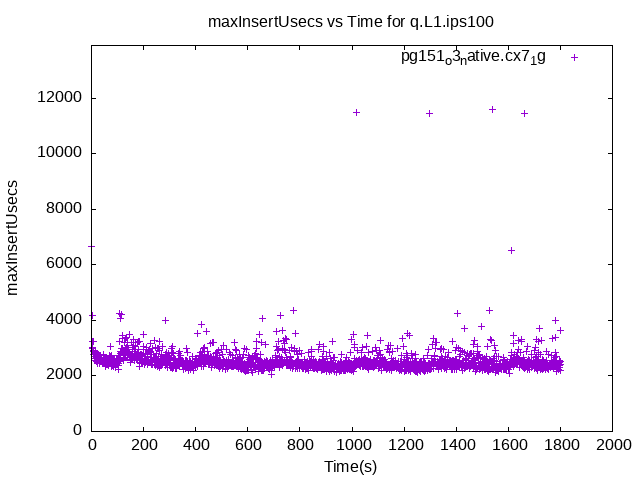 maxInsertUsecs vs Time for q.L1.ips100
pg151o3native.cx71g
12000
10000
8000
6000
4000
2000
0
maxInsertUsecs
0 200 400 600 800 1000 1200 1400 1600 1800 2000
Time(s)